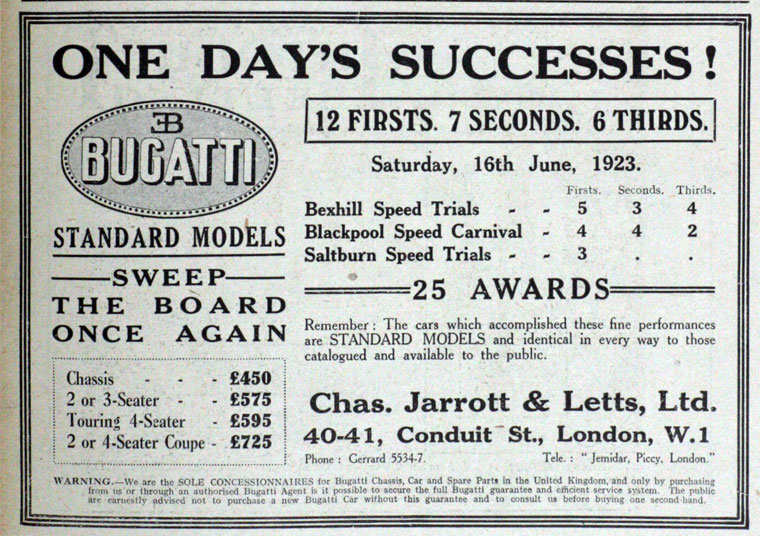 ONE DAY'S SUCCESSES!
EB
BUGATTI
STANDARD MODELS
SWEEP
THE BOARD
ONCE AGAIN
Chassis - - - £450
2 or 3-Seater - - £575
Touring 4-Seater - £595
2 or 4-Seater Coupe - £725
12 FIRSTS. 7 SECONDS. 6 THIRDS.
Saturday, 16th June, 1923.
Firsts. Seconds. Thirds.
Bexhill Speed Trials - - 5 3 4
Blackpool Speed Carnival - 4 4 2
Saltburn Speed Trials - - 3 . .
25 AWARDS
Remember : The cars which accomplished these fine performances
are STANDARD MODELS and identical in every way to those
catalogued and available to the public.
Chas. Jarrott & Letts, Ltd.
40-41, Conduit St., London, W.1
Phone : Gerrard 5534-7. Tele. : " Jemidar, Piccy, London."
WARNING.—We are the SOLE CONCESSIONNAIRES for Bugatti Chassis, Car and Spare Parts in the United Kingdom, and only by purchasing
from us or through an authorised Bugatti Agent is it possible to secure the full Bugatti guarantee and efficient service system. The public
are earnestly advised not to purchase a new Bugatti Car without this guarantee and to consult us before buying one second-hand.